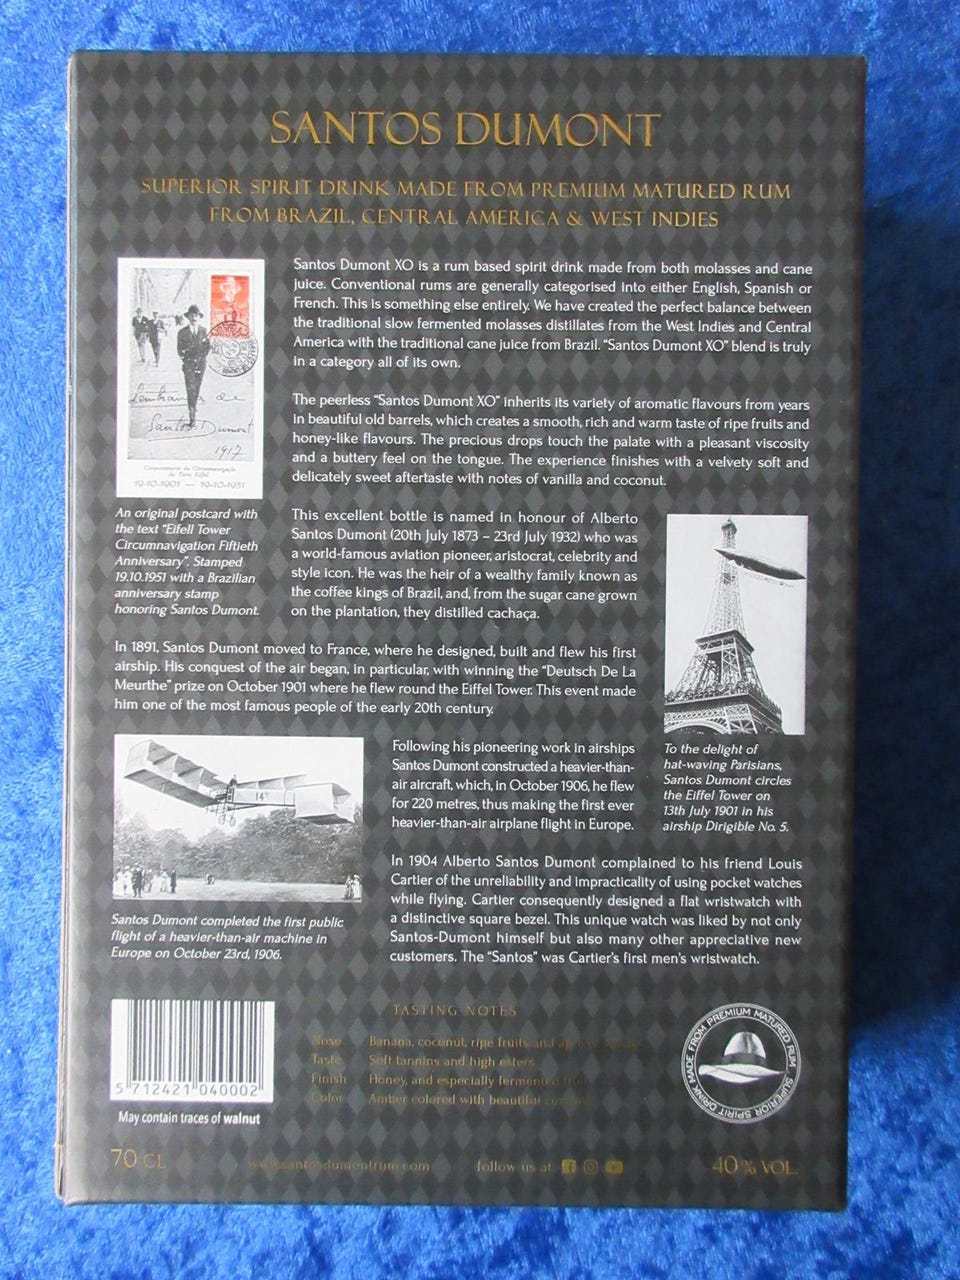 SANTOS DUMONT
SUPERIOR SPIRIT DRINK MADE FROM PREMIUM MATURED RUM
FROM BRAZIL, CENTRAL AMERICA & WEST INDIES
Santos Dumont XO is a rum based spirit drink made from both molasses and cane
juice. Conventional rums are generally categorised into either English, Spanish or
French. This is something else entirely. We have created the perfect balance between
the traditional slow fermented molasses distillates from the West Indies and Central
America with the traditional cane juice from Brazil. "Santos Dumont XO" blend is truly
in a category all of its own.
The peerless "Santos Dumont XO" inherits its variety of aromatic flavours from years
in beautiful old barrels, which creates a smooth, rich and warm taste of ripe fruits and
honey-like flavours. The precious drops touch the palate with a pleasant viscosity
and a buttery feel on the tongue. The experience finishes with a velvety soft and
delicately sweet aftertaste with notes of vanilla and coconut.
Santos Dumont
1917
Cinquentenario da Circumnavegação
da Torre Eiffel
19-10-1901 — 19-10-1951
An original postcard with
the text "Eifell Tower
Circumnavigation Fiftieth
Anniversary". Stamped
19.10.1951 with a Brazilian
anniversary stamp
honoring Santos Dumont.
This excellent bottle is named in honour of Alberto
Santos Dumont (20th July 1873 – 23rd July 1932) who was
a world-famous aviation pioneer, aristocrat, celebrity and
style icon. He was the heir of a wealthy family known as
the coffee kings of Brazil, and, from the sugar cane grown
on the plantation, they distilled cachaça.
In 1891, Santos Dumont moved to France, where he designed, built and flew his first
airship. His conquest of the air began, in particular, with winning the "Deutsch De La
Meurthe" prize on October 1901 where he flew round the Eiffel Tower. This event made
him one of the most famous people of the early 20th century.
To the delight of
hat-waving Parisians,
Santos Dumont circles
the Eiffel Tower on
13th July 1901 in his
airship Dirigible No. 5.
Following his pioneering work in airships
Santos Dumont constructed a heavier-than-
air aircraft, which, in October 1906, he flew
for 220 metres, thus making the first ever
heavier-than-air airplane flight in Europe.
14
Santos Dumont completed the first public
flight of a heavier-than-air machine in
Europe on October 23rd, 1906.
In 1904 Alberto Santos Dumont complained to his friend Louis
Cartier of the unreliability and impracticality of using pocket watches
while flying. Cartier consequently designed a flat wristwatch with
a distinctive square bezel. This unique watch was liked by not only
Santos-Dumont himself but also many other appreciative new
customers. The "Santos" was Cartier's first men's wristwatch.
TASTING NOTES
Nose Banana, coconut, ripe fruits and
Taste Soft tannins and high esters
Finish Honey, and especially fermented
Color Amber colored with beautiful
5 712421 040002
May contain traces of walnut
MADE FROM PREMIUM MATURED RUM
SUPERIOR SPIRIT DRINK
70 CL
www.santosdumontrum.com
follow us at
40% VOL.